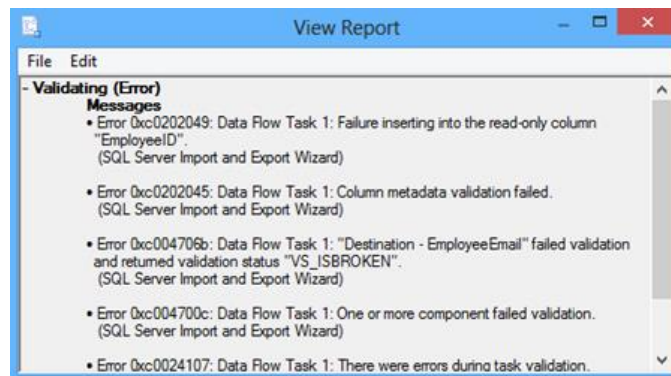 View Report
File Edit
- Validating (Error)
Messages
• Error 0xc0202049: Data Flow Task 1: Failure inserting into the read-only column
"EmployeeID".
(SQL Server Import and Export Wizard)
• Error 0xc0202045: Data Flow Task 1: Column metadata validation failed.
(SQL Server Import and Export Wizard)
• Error 0xc004706b: Data Flow Task 1: "Destination - EmployeeEmail" failed validation
and returned validation status "VS_ISBROKEN".
(SQL Server Import and Export Wizard)
• Error 0xc004700c: Data Flow Task 1: One or more component failed validation.
(SQL Server Import and Export Wizard)
• Error 0xc0024107: Data Flow Task 1: There were errors during task validation.